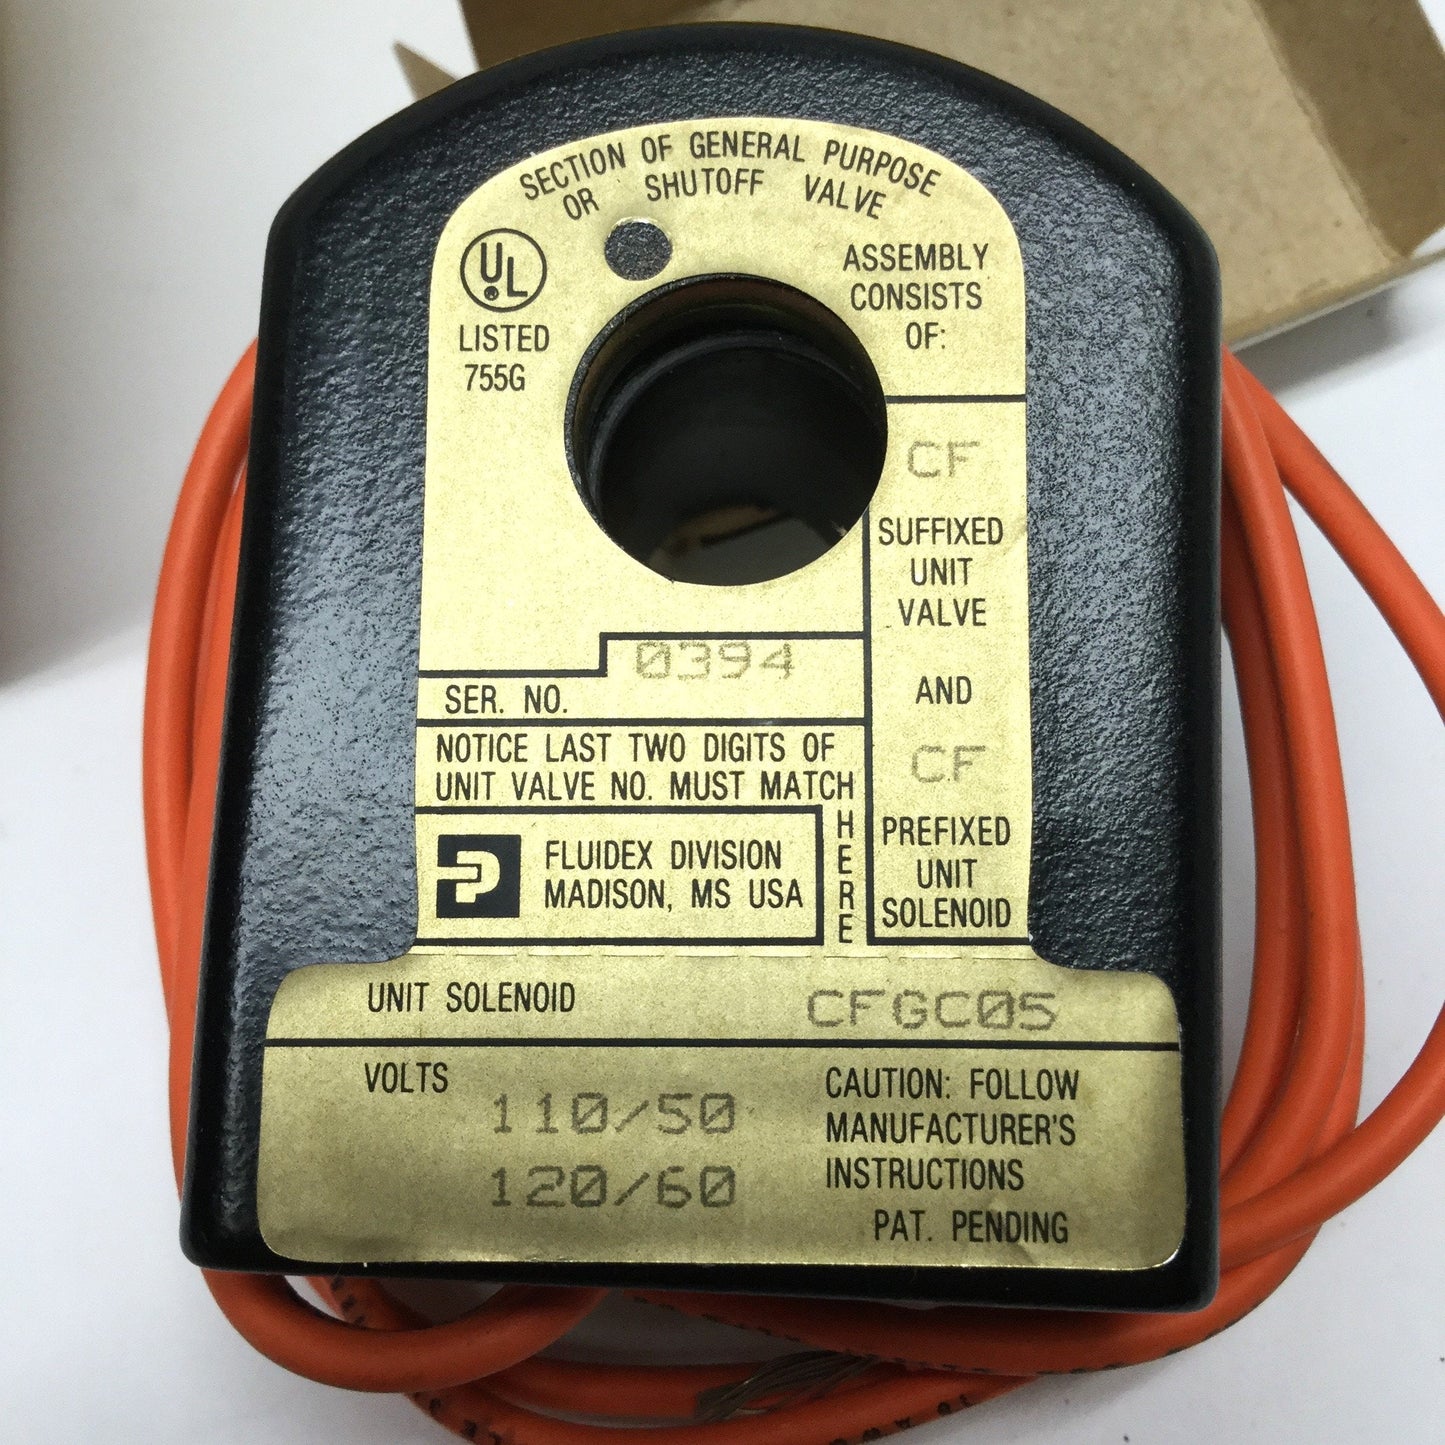 SECTION OF GENERAL PURPOSE
OR SHUTOFF VALVE
UL
LISTED
755G
ASSEMBLY
CONSISTS
OF:
CF
SUFFIXED
UNIT
VALVE
AND
CF
PREFIXED
UNIT
SOLENOID
0394
SER. NO.
NOTICE LAST TWO DIGITS OF
UNIT VALVE NO. MUST MATCH
HERE
FLUIDEX DIVISION
MADISON, MS USA
UNIT SOLENOID CFGC05
VOLTS 110/50
120/60
CAUTION: FOLLOW
MANUFACTURER'S
INSTRUCTIONS
PAT. PENDING